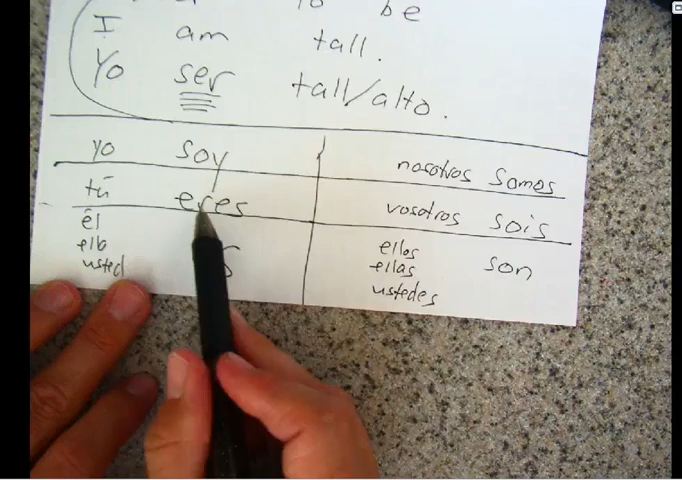 to be
I am tall.
Yo ser tall/alto.
yo soy
tú eres
él
ella
usted
nosotros somos
vosotros sois
ellos
ellas son
ustedes